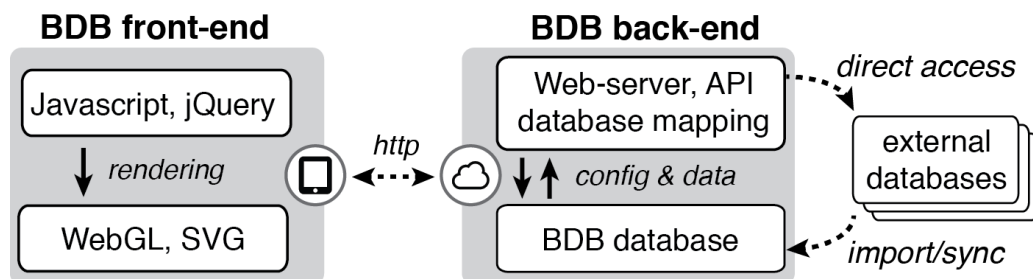 BDB front-end
Javascript, jQuery
rendering
WebGL, SVG
http
BDB back-end
Web-server, API
database mapping
config & data
BDB database
direct access
external
databases
import/sync